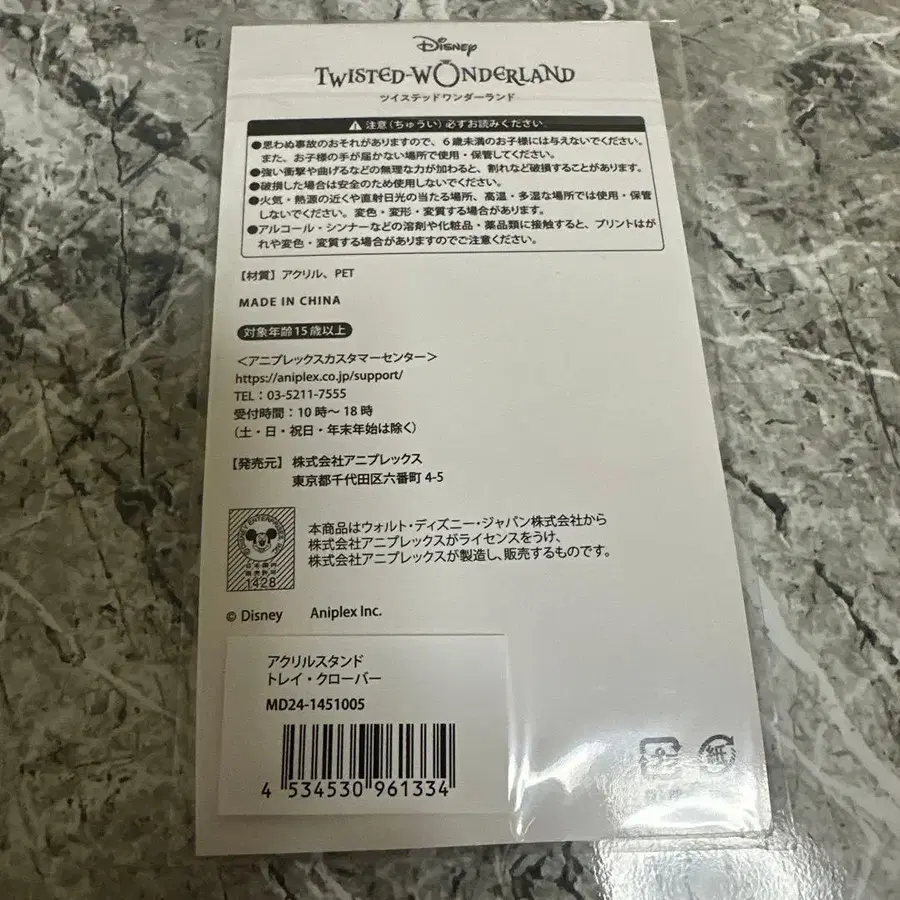 Disney
TWISTED-WONDERLAND
ツイステッドワンダーランド
注意(ちゅうい)必ずお読みください。
●思わぬ事故のおそれがありますので、6歳未満のお子様には与えないでください。
また、お子様の手が届かない場所で使用・保管してください。
●強い衝撃や曲げるなどの無理な力が加わると、割れなど破損することがあります。
●破損した場合は安全のため使用しないでください。
●火気・熱源の近くや直射日光の当たる場所、高温・多湿な場所では使用・保管
しないでください。変色・変形・変質する場合があります。
●アルコール・シンナーなどの溶剤や化粧品・薬品類に接触すると、プリントはが
れや変色・変質する場合がありますのでご注意ください。
【材質】アクリル、PET
MADE IN CHINA
対象年齢15歳以上
<アニプレックスカスタマーセンター>
https://aniplex.co.jp/support/
TEL:03-5211-7555
受付時間:10時〜18時
(土・日・祝日・年末年始は除く)
【発売元】株式会社アニプレックス
東京都千代田区六番町4-5
本商品はウォルト・ディズニー・ジャパン株式会社から
株式会社アニプレックスがライセンスをうけ、
株式会社アニプレックスが製造し、販売するものです。
1428
© Disney Aniplex Inc.
アクリルスタンド
トレイ・クローバー
MD24-1451005
4 534530 961334
紙